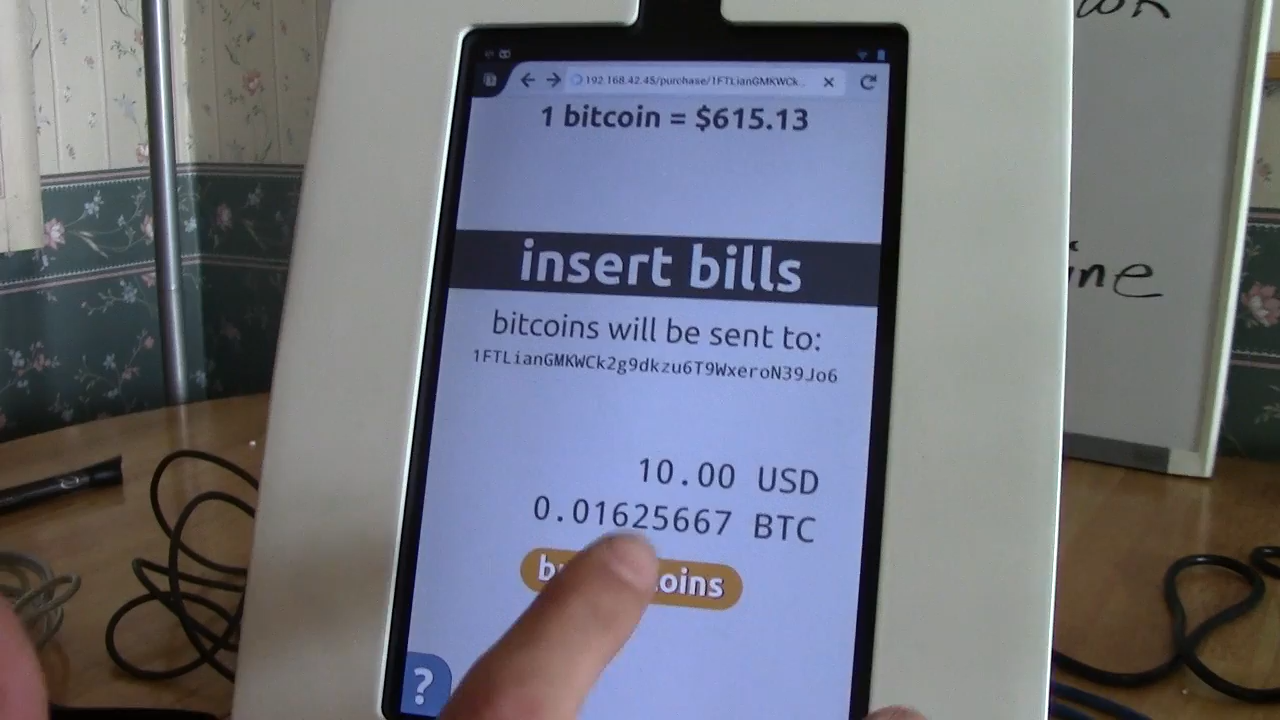 192.168.42.45/purchase/1FTLianGMKWCk..
1 bitcoin = $615.13
insert bills
bitcoins will be sent to:
1FTLianGMKWCk2g9dkzu6T9WxeroN39Jo6
10.00 USD
0.01625667 BTC
coins
?